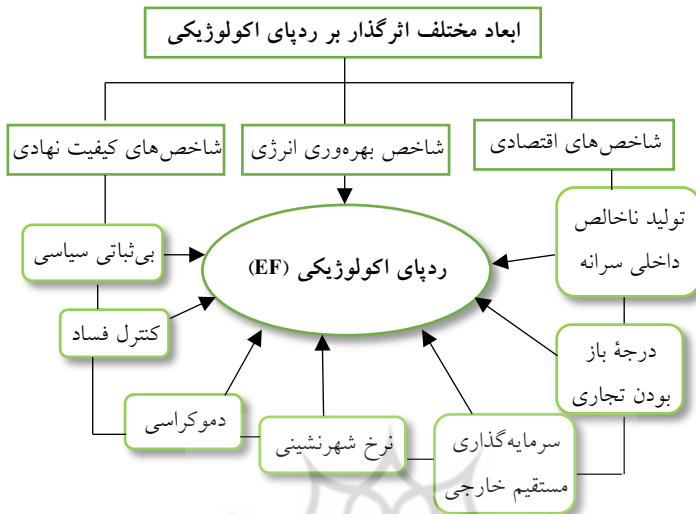 ابعاد مختلف اثرگذار بر ردپای اکولوژیکی
شاخص‌های اقتصادی
شاخص بهره‌وری انرژی
شاخص‌های کیفیت نهادی
تولید ناخالص
داخلی سرانه
بی‌ثباتی سیاسی
ردپای اکولوژیکی (EF)
کنترل فساد
درجۀ باز
بودن تجاری
دموکراسی
نرخ شهرنشینی
سرمایه‌گذاری
مستقیم خارجی